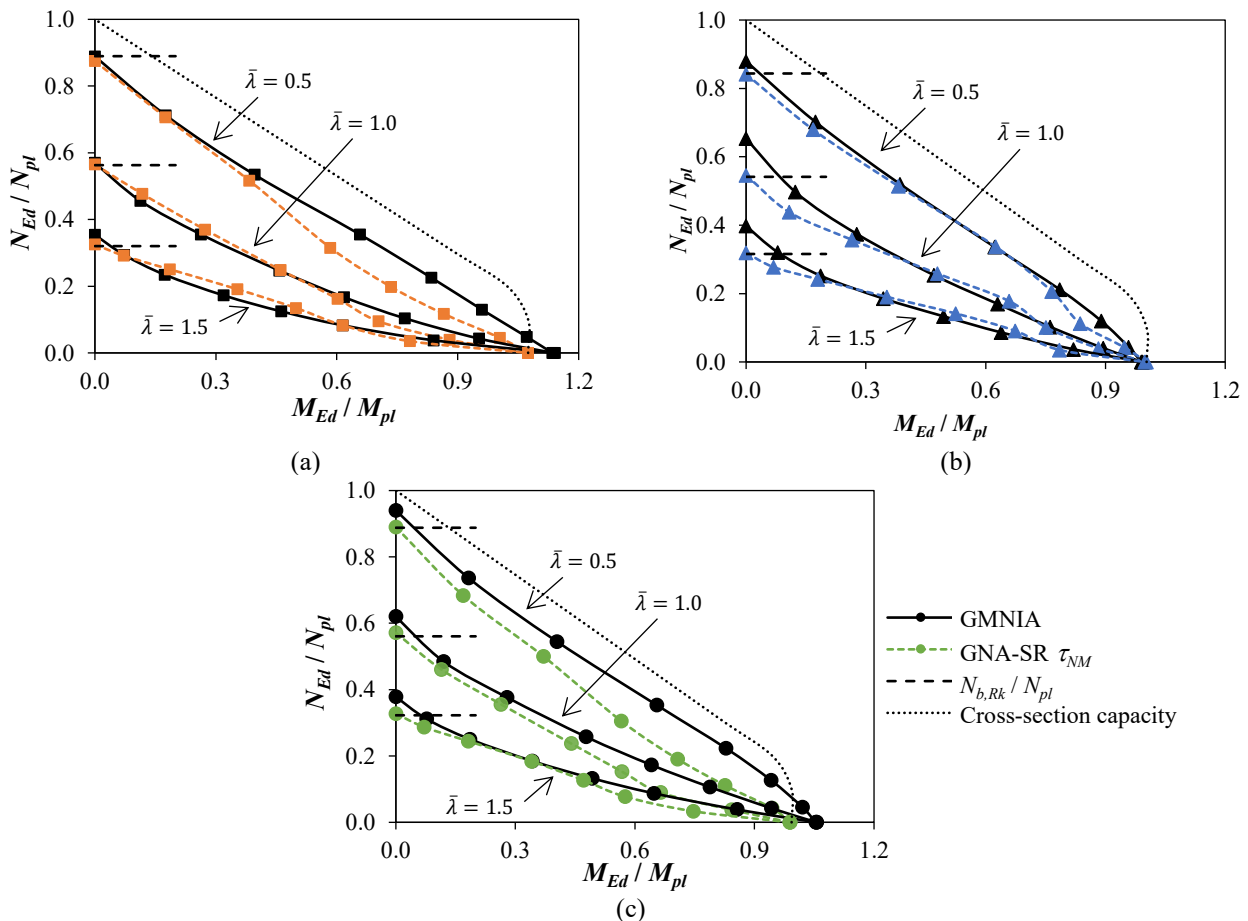 1.0
0.8
0.6
0.4
0.2
0.0
N_Ed / N_pl
λ̄ = 0.5
λ̄ = 1.0
λ̄ = 1.5
0.0 0.3 0.6 0.9 1.2
M_Ed / M_pl
(a)
1.0
0.8
0.6
0.4
0.2
0.0
N_Ed / N_pl
λ̄ = 0.5
λ̄ = 1.0
λ̄ = 1.5
0.0 0.3 0.6 0.9 1.2
M_Ed / M_pl
(b)
1.0
0.8
0.6
0.4
0.2
0.0
N_Ed / N_pl
λ̄ = 0.5
λ̄ = 1.0
λ̄ = 1.5
0.0 0.3 0.6 0.9 1.2
M_Ed / M_pl
(c)
GMNIA
GNA-SR τ_NM
N_b,Rk / N_pl
Cross-section capacity